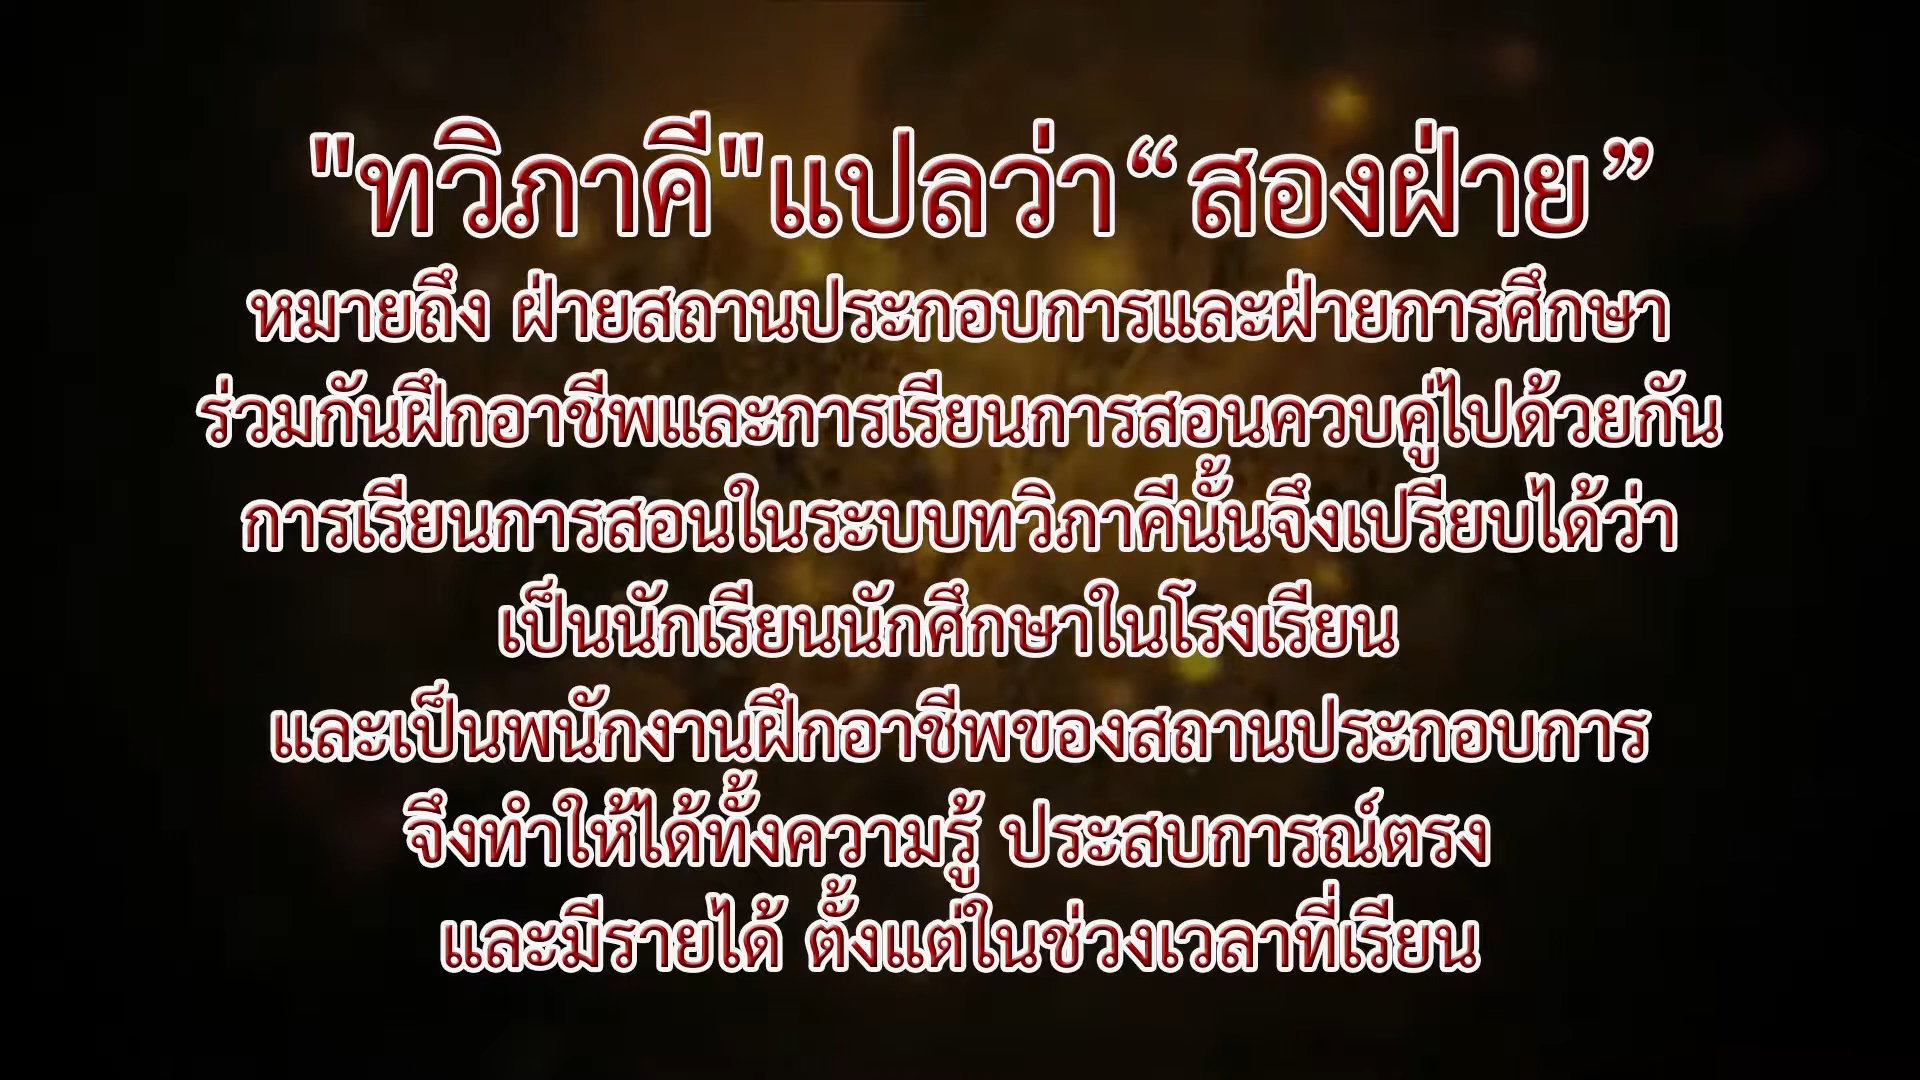 "ทวิภาคี"แปลว่า“สองฝ่าย”
หมายถึง ฝ่ายสถานประกอบการและฝ่ายการศึกษา
ร่วมกันฝึกอาชีพและการเรียนการสอนควบคู่ไปด้วยกัน
การเรียนการสอนในระบบทวิภาคีนั้นจึงเปรียบได้ว่า
เป็นนักเรียนนักศึกษาในโรงเรียน
และเป็นพนักงานฝึกอาชีพของสถานประกอบการ
จึงทำให้ได้ทั้งความรู้ ประสบการณ์ตรง
และมีรายได้ ตั้งแต่ในช่วงเวลาที่เรียน